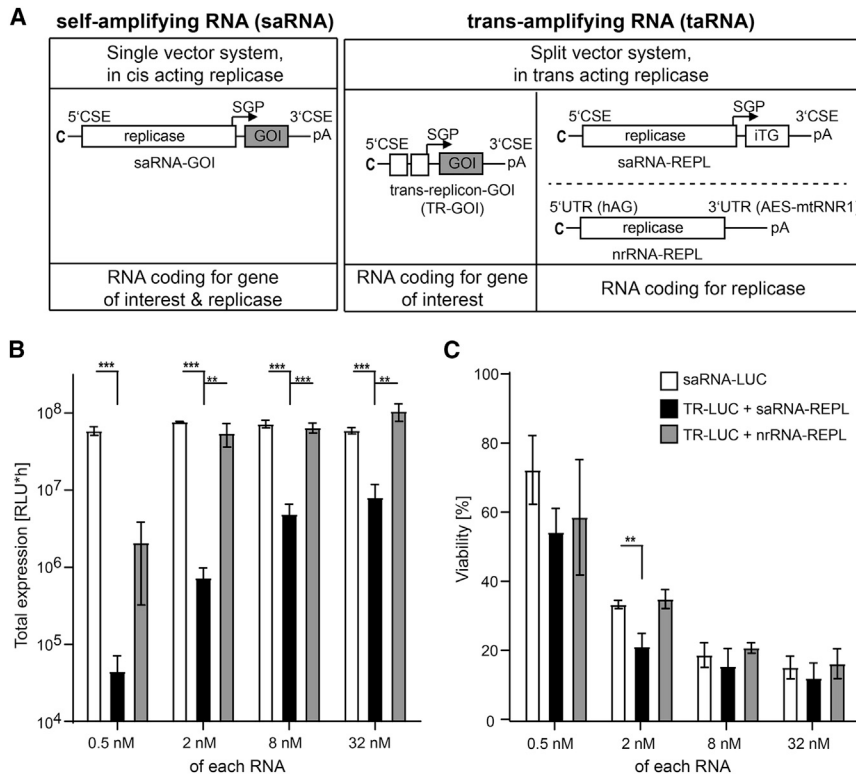 A
self-amplifying RNA (saRNA)
trans-amplifying RNA (taRNA)
Single vector system,
in cis acting replicase
Split vector system,
in trans acting replicase
5'CSE SGP 3'CSE
C replicase GOI pA
saRNA-GOI
5'CSE SGP 3'CSE
C GOI pA
trans-replicon-GOI
(TR-GOI)
5'CSE SGP 3'CSE
C replicase iTG pA
saRNA-REPL
5'UTR (hAG) 3'UTR (AES-mtRNR1)
C replicase pA
nrRNA-REPL
RNA coding for gene
of interest & replicase
RNA coding for gene
of interest
RNA coding for replicase
B
Total expression [RLU*h]
10^8
10^7
10^6
10^5
10^4
*** *** ** *** *** *** **
0.5 nM 2 nM 8 nM 32 nM
of each RNA
C
Viability [%]
100
80
60
40
20
0
**
saRNA-LUC
TR-LUC + saRNA-REPL
TR-LUC + nrRNA-REPL
0.5 nM 2 nM 8 nM 32 nM
of each RNA